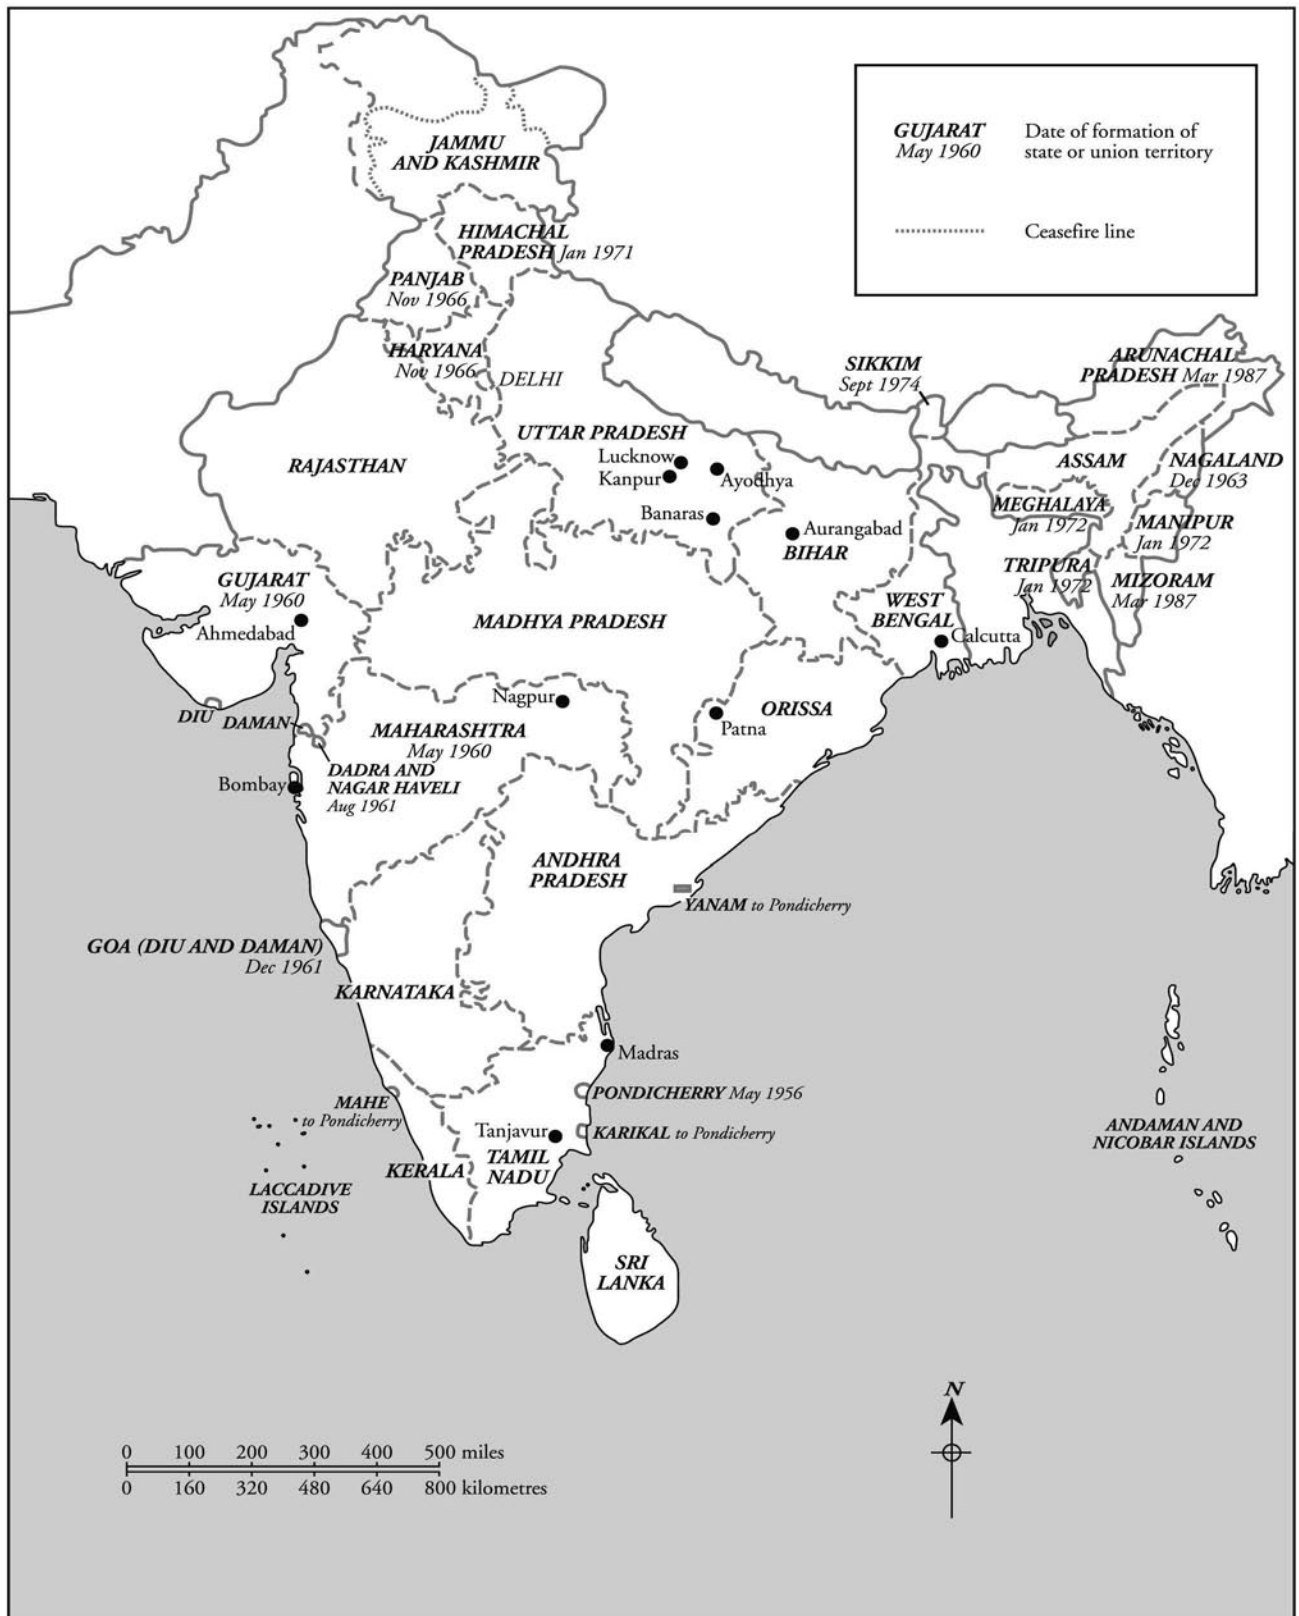 GUJARAT
May 1960
Date of formation of
state or union territory
Ceasefire line
JAMMU
AND KASHMIR
HIMACHAL
PRADESH Jan 1971
PANJAB
Nov 1966
HARYANA
Nov 1966
DELHI
SIKKIM
Sept 1974
ARUNACHAL
PRADESH Mar 1987
UTTAR PRADESH
Lucknow
Kanpur
Ayodhya
RAJASTHAN
ASSAM
NAGALAND
Dec 1963
MEGHALAYA
Jan 1972
MANIPUR
Jan 1972
Banaras
Aurangabad
BIHAR
TRIPURA
Jan 1972
MIZORAM
Mar 1987
GUJARAT
May 1960
Ahmedabad
MADHYA PRADESH
WEST
BENGAL
Calcutta
Nagpur
ORISSA
Patna
DIU
DAMAN
MAHARASHTRA
May 1960
DADRA AND
NAGAR HAVELI
Aug 1961
Bombay
ANDHRA
PRADESH
YANAM to Pondicherry
GOA (DIU AND DAMAN)
Dec 1961
KARNATAKA
Madras
PONDICHERRY May 1956
MAHE
to Pondicherry
KARIKAL to Pondicherry
Tanjavur
TAMIL
NADU
KERALA
LACCADIVE
ISLANDS
ANDAMAN AND
NICOBAR ISLANDS
SRI
LANKA
N
0 100 200 300 400 500 miles
0 160 320 480 640 800 kilometres